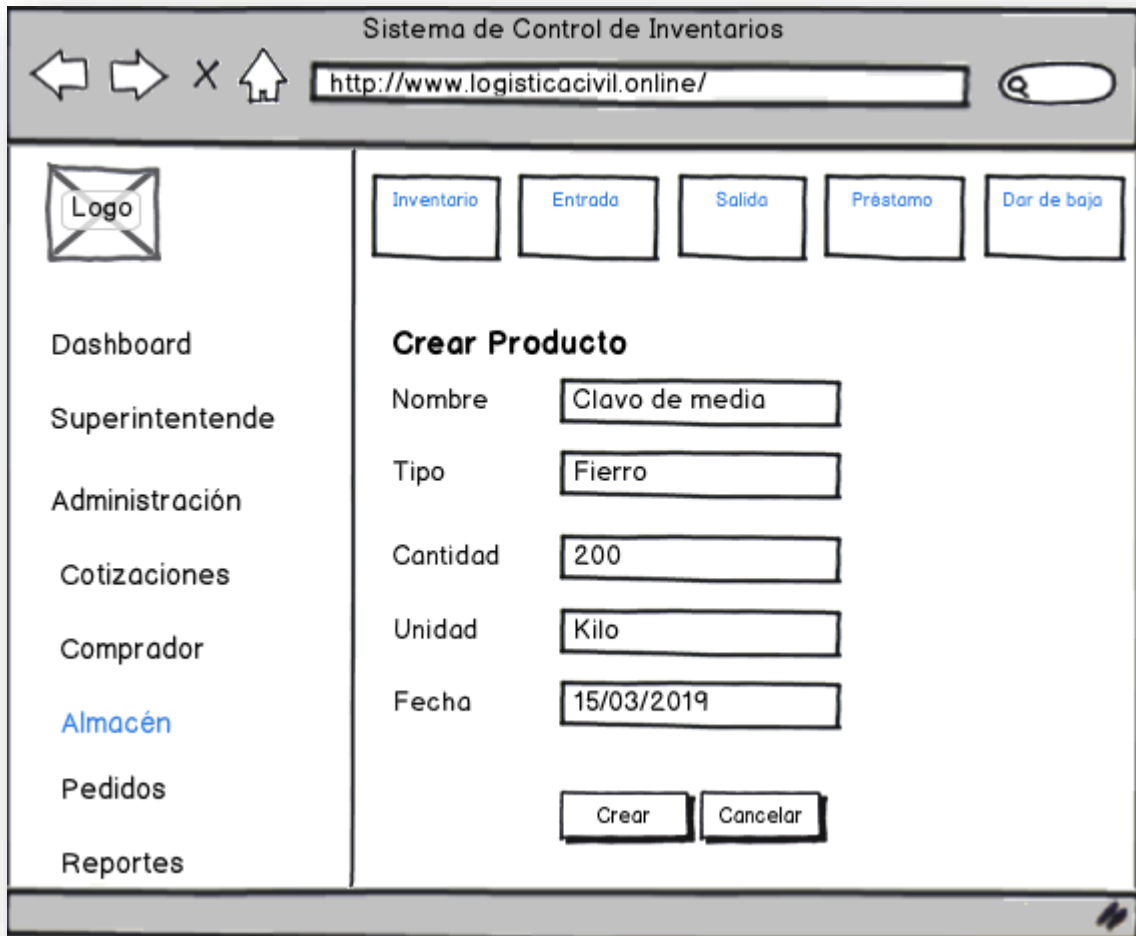 Sistema de Control de Inventarios
http://www.logisticacivil.online/
Logo
Dashboard
Superintentende
Administración
Cotizaciones
Comprador
Almacén
Pedidos
Reportes
Inventario Entrada Salida Préstamo Dar de baja
Crear Producto
Nombre Clavo de media
Tipo Fierro
Cantidad 200
Unidad Kilo
Fecha 15/03/2019
Crear Cancelar